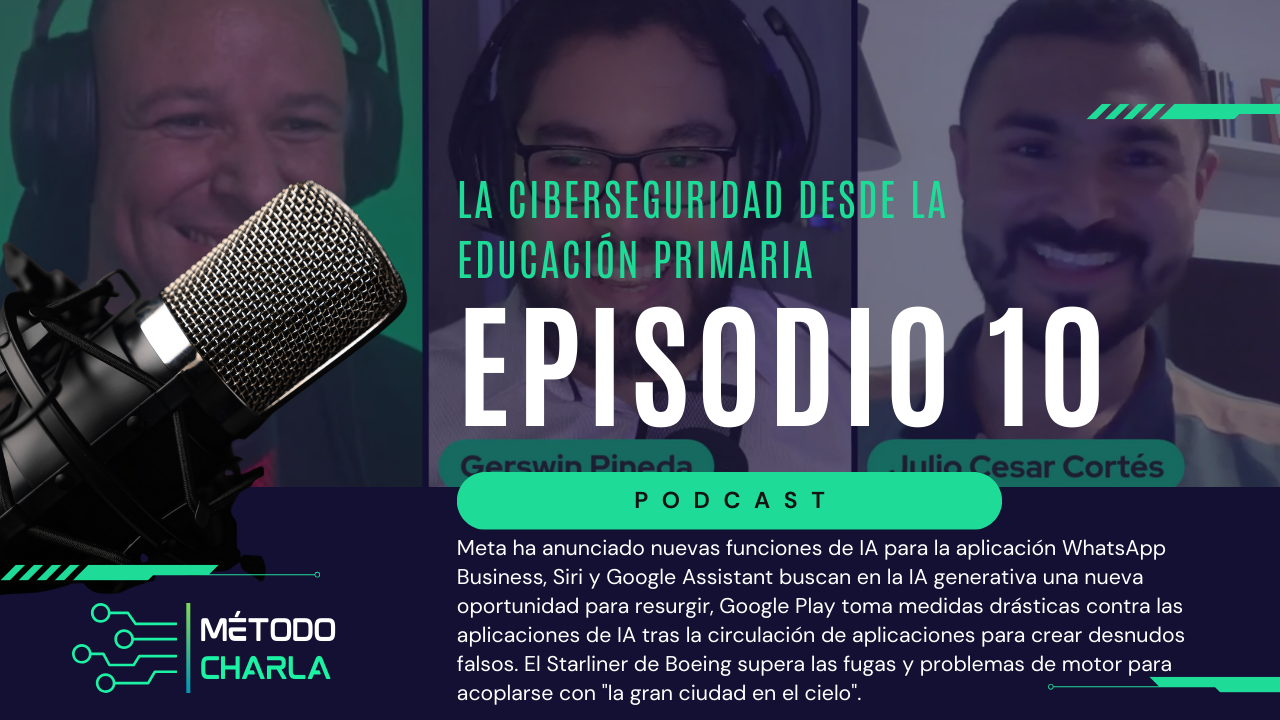 LA CIBERSEGURIDAD DESDE LA
EDUCACIÓN PRIMARIA
EPISODIO 10
Gerswin Pineda
Julio Cesar Cortés
PODCAST
Meta ha anunciado nuevas funciones de IA para la aplicación WhatsApp
Business, Siri y Google Assistant buscan en la IA generativa una nueva
oportunidad para resurgir, Google Play toma medidas drásticas contra las
aplicaciones de IA tras la circulación de aplicaciones para crear desnudos
falsos. El Starliner de Boeing supera las fugas y problemas de motor para
acoplarse con "la gran ciudad en el cielo".
MÉTODO
CHARLA